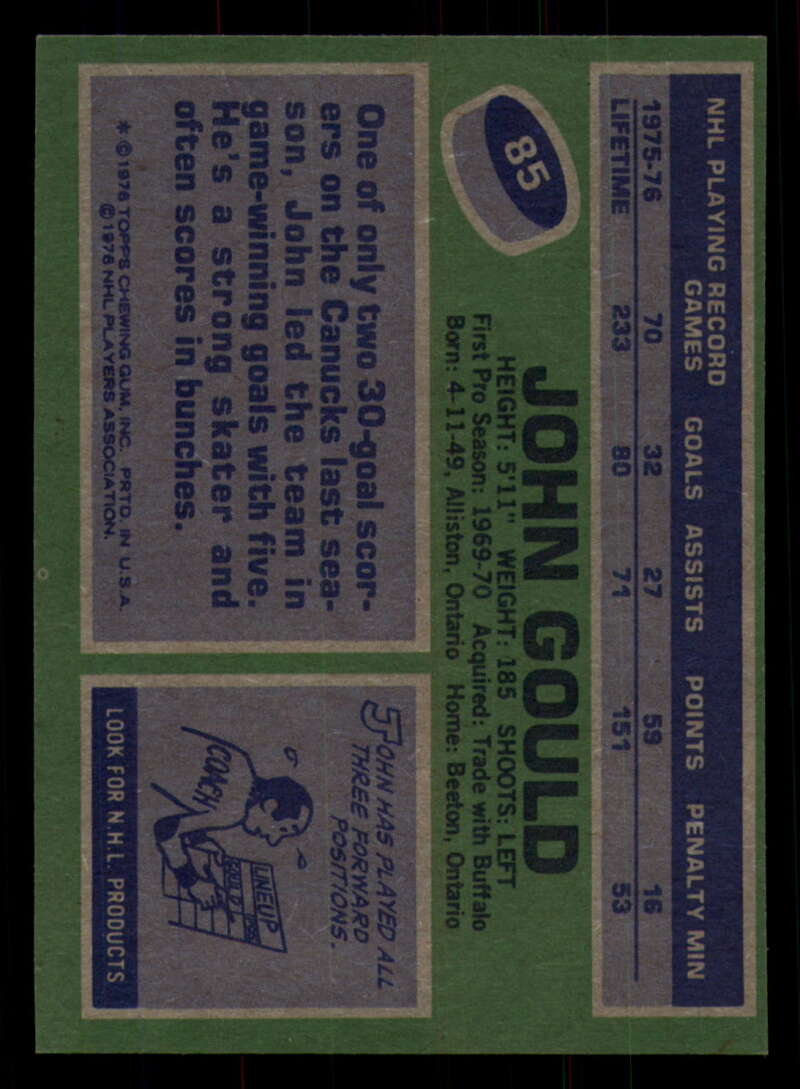 NHL PLAYING RECORD
GAMES GOALS ASSISTS POINTS PENALTY MIN
1975-76 70 32 27 59 16
LIFETIME 233 80 71 151 53
85
JOHN GOULD
HEIGHT: 5'11" WEIGHT: 185 SHOOTS: LEFT
First Pro Season: 1969-70 Acquired: Trade with Buffalo
Born: 4-11-49, Alliston, Ontario Home: Beeton, Ontario
One of only two 30-goal scor-
ers on the Canucks last sea-
son, John led the team in
game-winning goals with five.
He's a strong skater and
often scores in bunches.
* © 1976 TOPPS CHEWING GUM, INC. PRTD. IN U.S.A.
© 1976 NHL PLAYERS ASSOCIATION.
JOHN HAS PLAYED ALL
THREE FORWARD
POSITIONS.
LINEUP
GOULD
COACH
LOOK FOR N.H.L. PRODUCTS